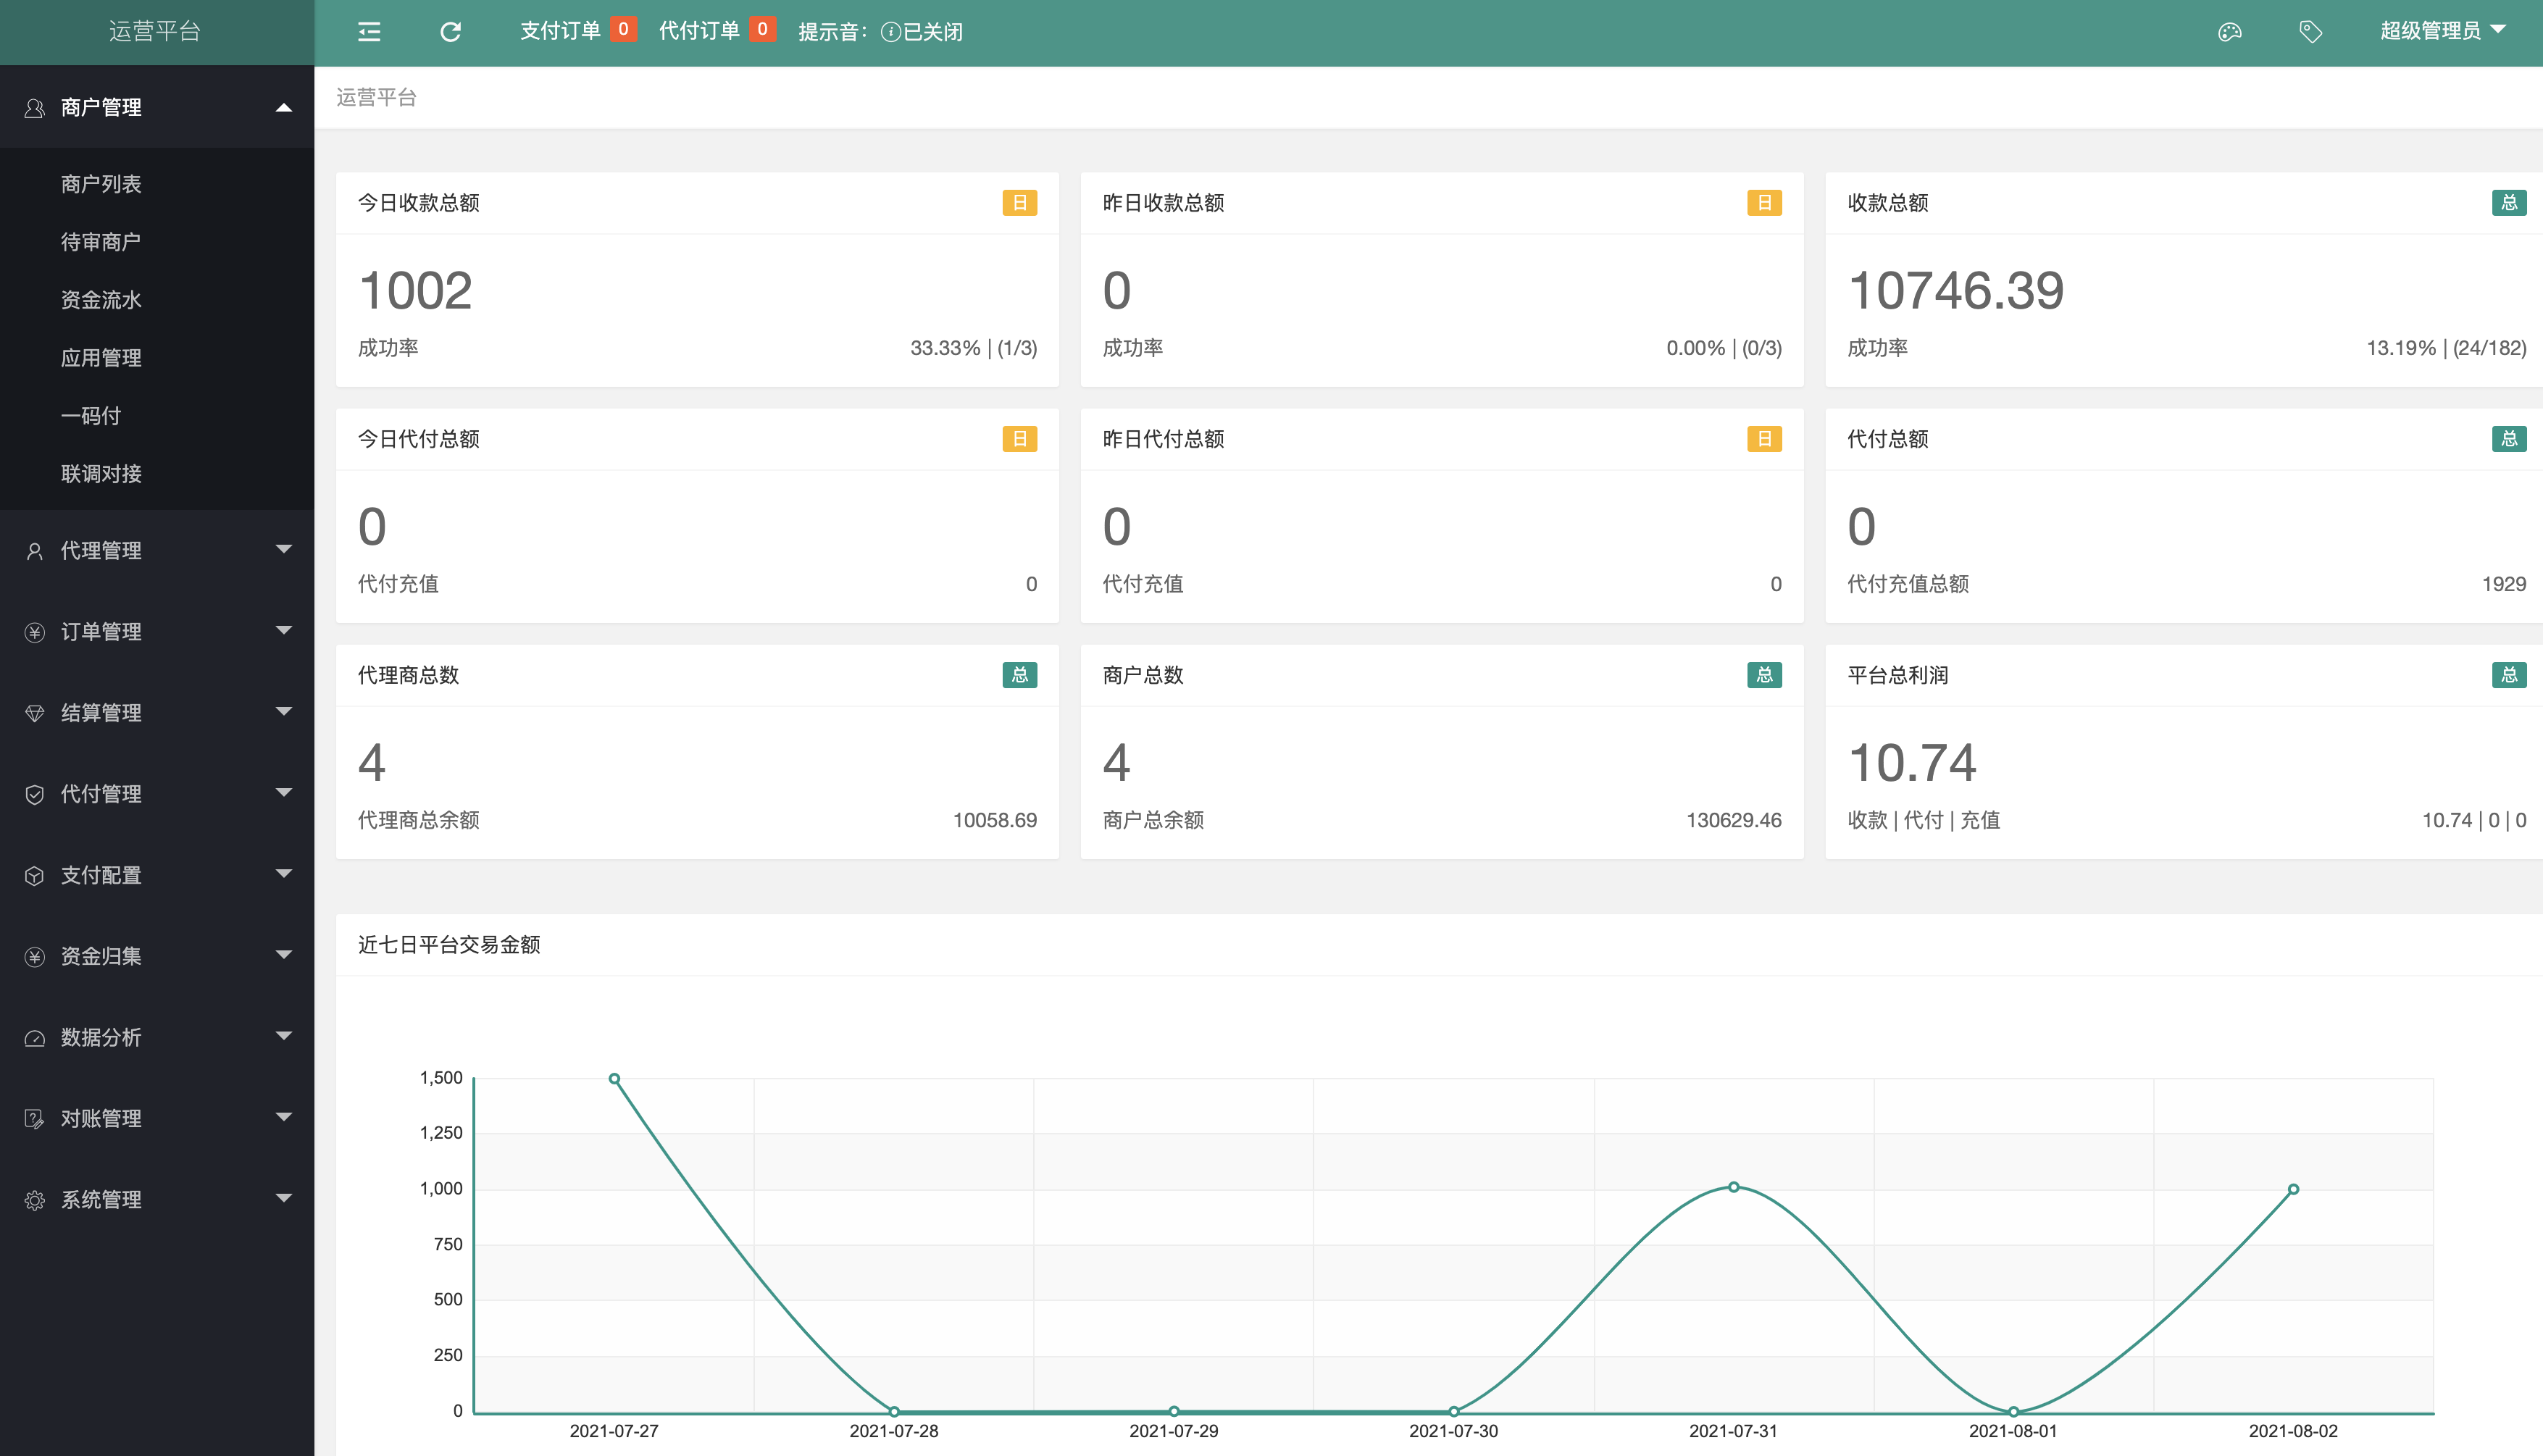 运营平台
支付订单 0 代付订单 0 提示音：已关闭
超级管理员
商户管理
商户列表
待审商户
资金流水
应用管理
一码付
联调对接
代理管理
订单管理
结算管理
代付管理
支付配置
资金归集
数据分析
对账管理
系统管理
运营平台
今日收款总额 日
1002
成功率 33.33% | (1/3)
昨日收款总额 日
0
成功率 0.00% | (0/3)
收款总额 总
10746.39
成功率 13.19% | (24/182)
今日代付总额 日
0
代付充值 0
昨日代付总额 日
0
代付充值 0
代付总额 总
0
代付充值总额 1929
代理商总数 总
4
代理商总余额 10058.69
商户总数 总
4
商户总余额 130629.46
平台总利润 总
10.74
收款 | 代付 | 充值 10.74 | 0 | 0
近七日平台交易金额
1,500
1,250
1,000
750
500
250
0
2021-07-27 2021-07-28 2021-07-29 2021-07-30 2021-07-31 2021-08-01 2021-08-02